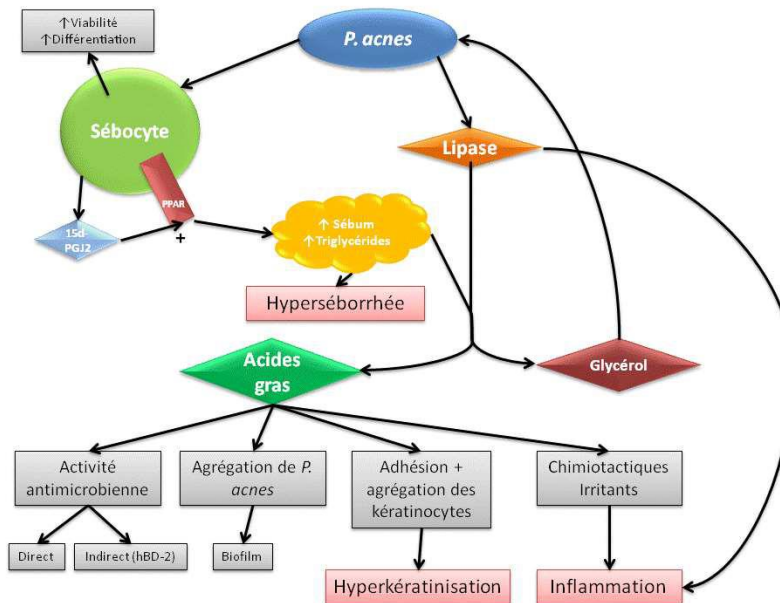 ↑Viabilité
↑Différentiation
P. acnes
Sébocyte
Lipase
PPAR
15d
PGJ2
+
↑ Sébum
↑Triglycérides
Hyperséborrhée
Acides
gras
Glycérol
Activité
antimicrobienne
Agrégation de P.
acnes
Adhésion +
agrégation des
kératinocytes
Chimiotactiques
Irritants
Direct
Indirect (hBD-2)
Biofilm
Hyperkératinisation
Inflammation